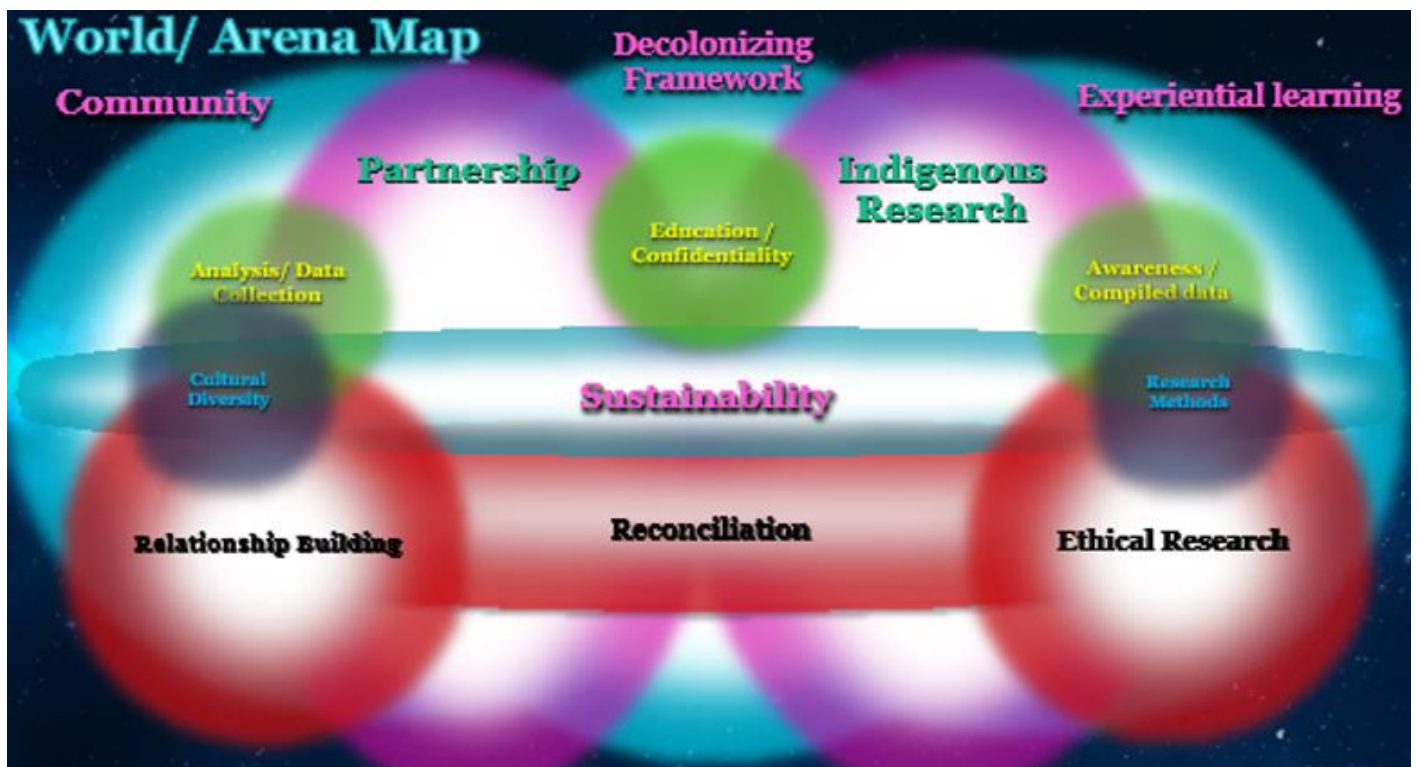 World/ Arena Map
Decolonizing
Framework
Community
Experiential learning
Partnership
Indigenous
Research
Education /
Confidentiality
Analysis/ Data
Collection
Awareness /
Compiled data
Cultural
Diversity
Sustainability
Research
Methods
Relationship Building
Reconciliation
Ethical Research